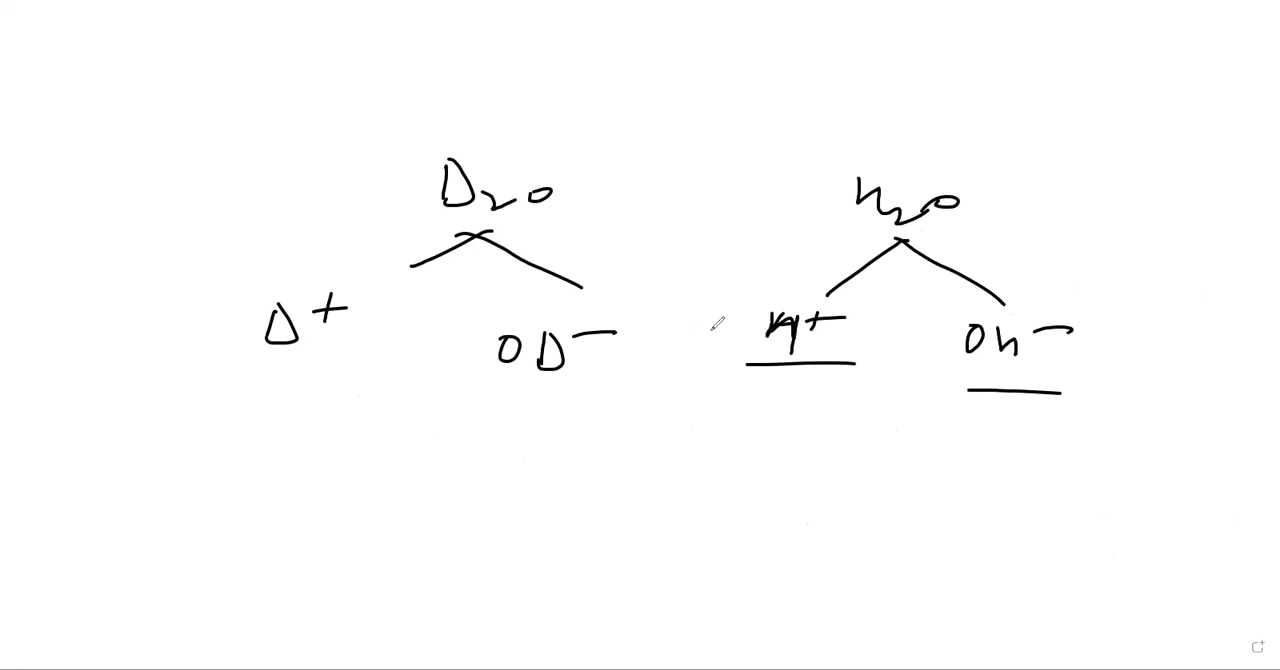 D₂O H₂O
D⁺ OD⁻ H⁺ OH⁻